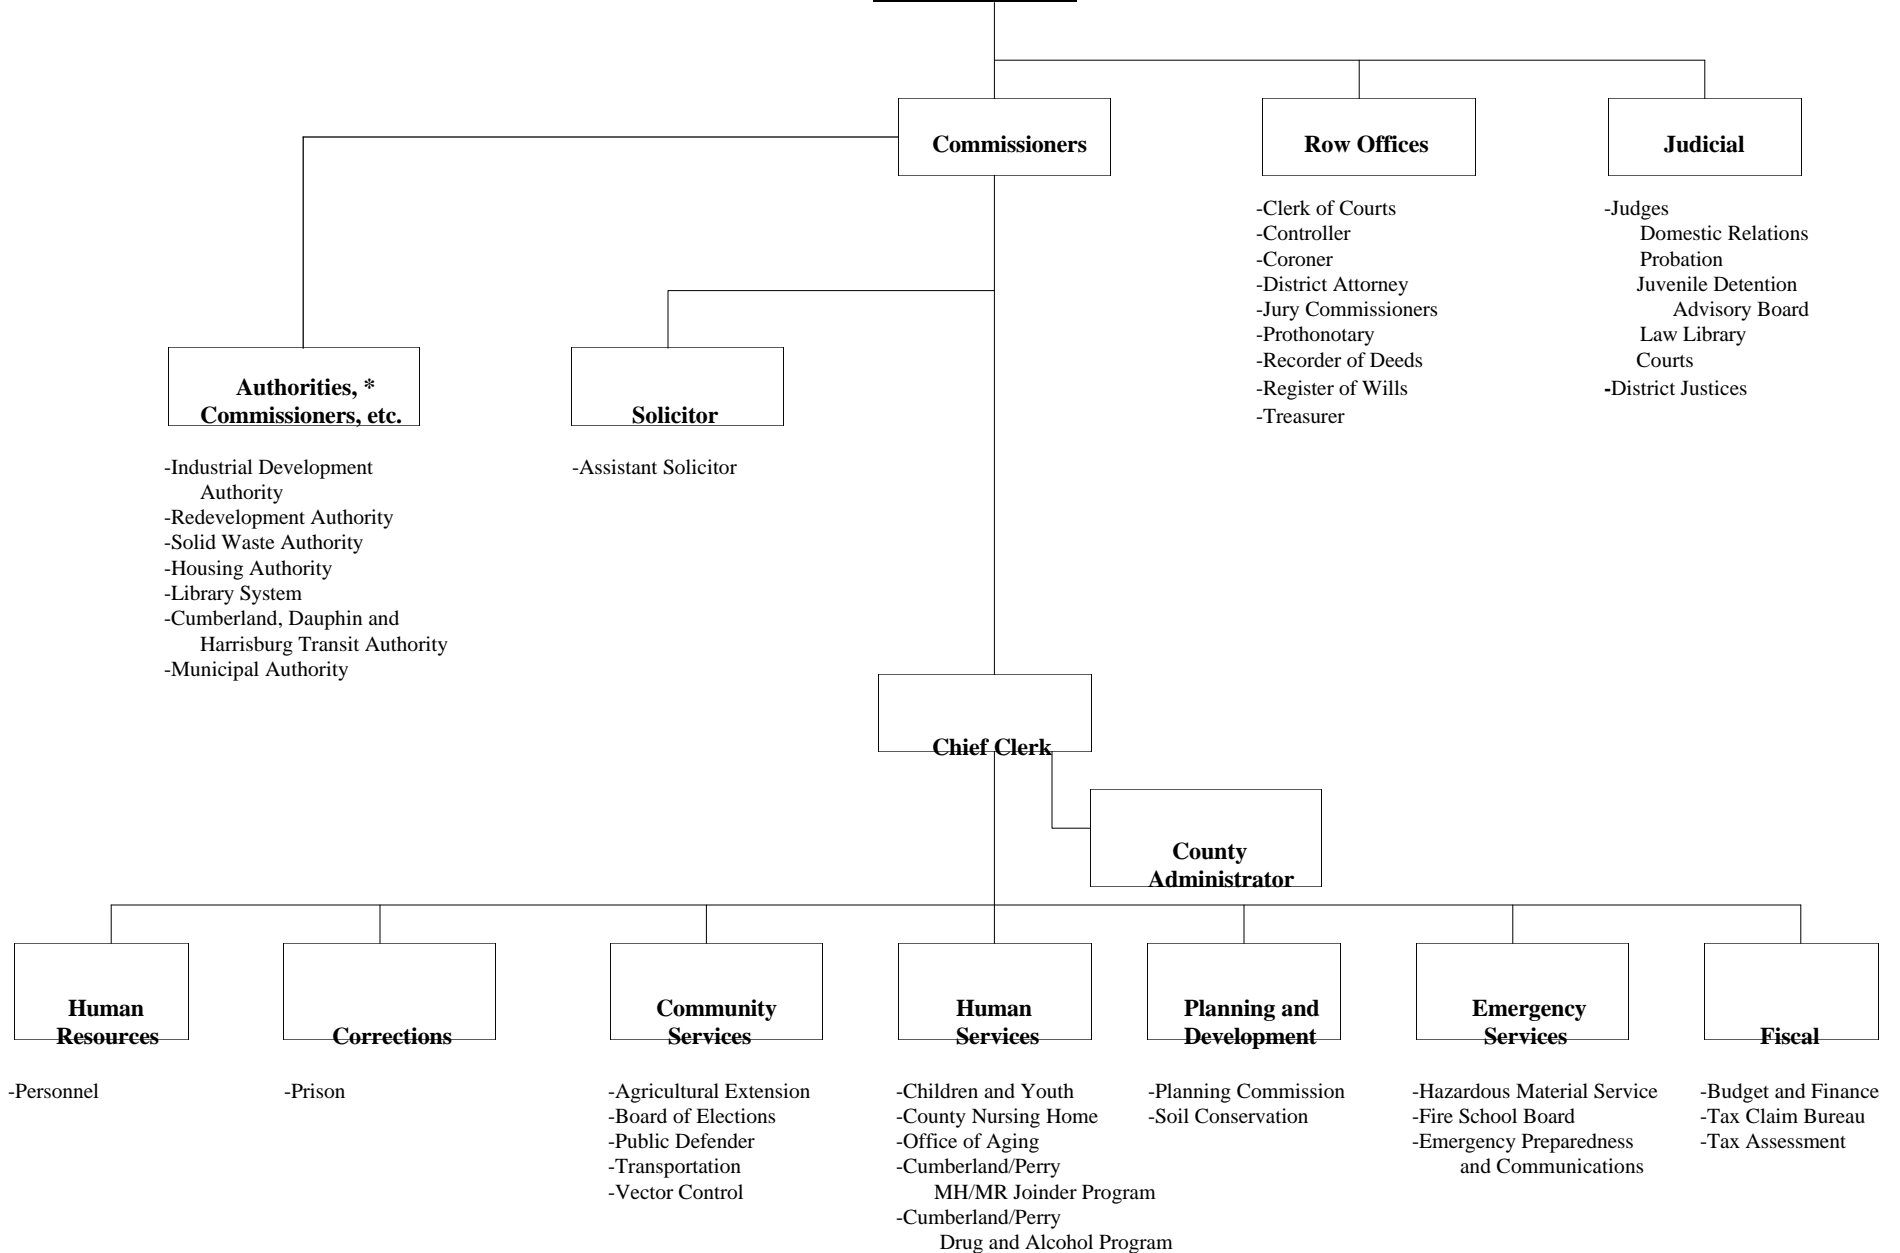 Commissioners
Row Offices
Judicial
-Clerk of Courts
-Controller
-Coroner
-District Attorney
-Jury Commissioners
-Prothonotary
-Recorder of Deeds
-Register of Wills
-Treasurer
-Judges
Domestic Relations
Probation
Juvenile Detention
Advisory Board
Law Library
Courts
-District Justices
Authorities, *
Commissioners, etc.
-Industrial Development
Authority
-Redevelopment Authority
-Solid Waste Authority
-Housing Authority
-Library System
-Cumberland, Dauphin and
Harrisburg Transit Authority
-Municipal Authority
Solicitor
-Assistant Solicitor
Chief Clerk
County
Administrator
Human
Resources
-Personnel
Corrections
-Prison
Community
Services
-Agricultural Extension
-Board of Elections
-Public Defender
-Transportation
-Vector Control
Human
Services
-Children and Youth
-County Nursing Home
-Office of Aging
-Cumberland/Perry
MH/MR Joinder Program
-Cumberland/Perry
Drug and Alcohol Program
Planning and
Development
-Planning Commission
-Soil Conservation
Emergency
Services
-Hazardous Material Service
-Fire School Board
-Emergency Preparedness
and Communications
Fiscal
-Budget and Finance
-Tax Claim Bureau
-Tax Assessment